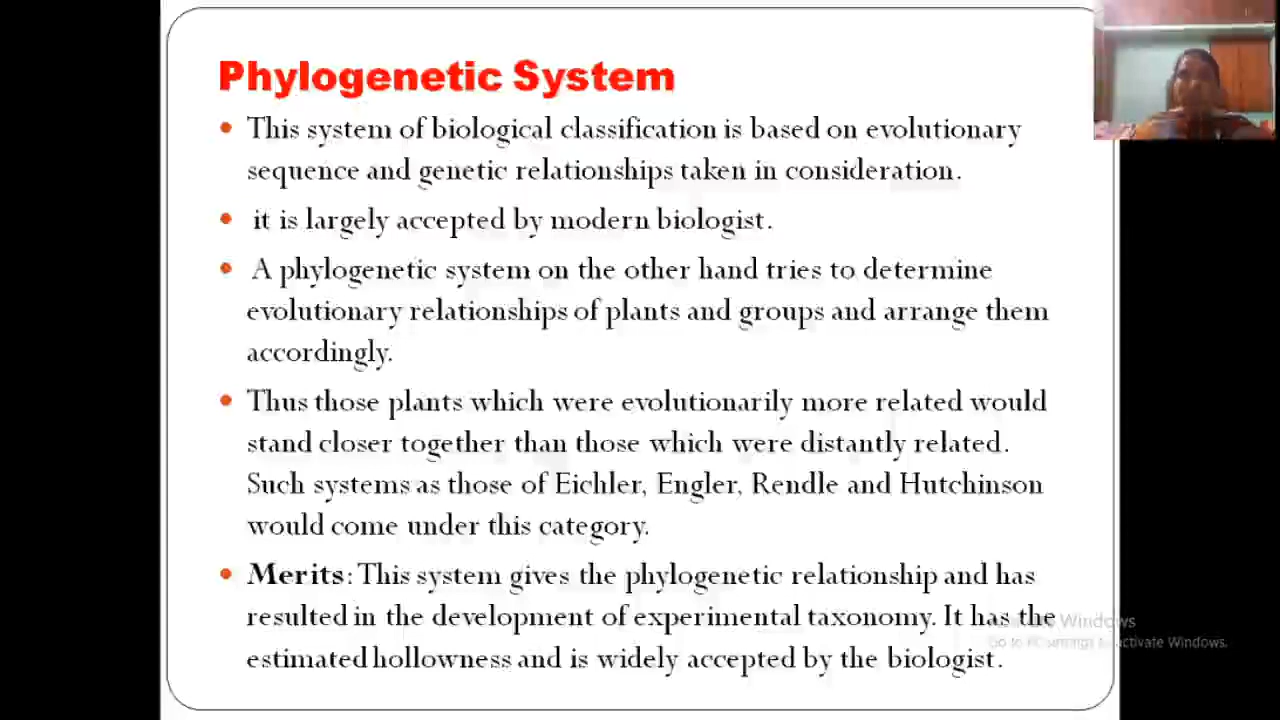 Phylogenetic System
• This system of biological classification is based on evolutionary
sequence and genetic relationships taken in consideration.
• it is largely accepted by modern biologist.
• A phylogenetic system on the other hand tries to determine
evolutionary relationships of plants and groups and arrange them
accordingly.
• Thus those plants which were evolutionarily more related would
stand closer together than those which were distantly related.
Such systems as those of Eichler, Engler, Rendle and Hutchinson
would come under this category.
• Merits: This system gives the phylogenetic relationship and has
resulted in the development of experimental taxonomy. It has the
estimated hollowness and is widely accepted by the biologist.
Activate Windows
Go to PC settings to activate Windows.